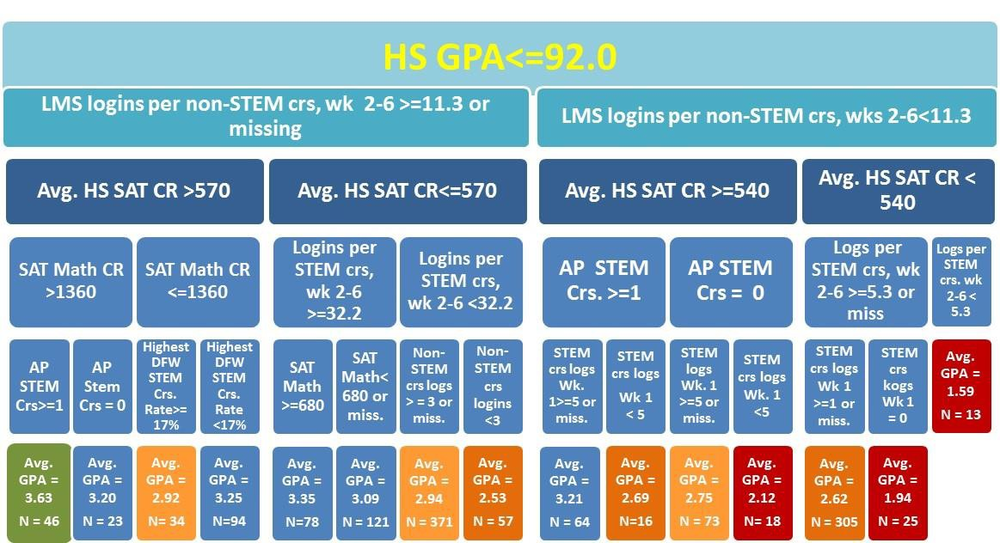 HS GPA<=92.0
LMS logins per non-STEM crs, wk 2-6 >=11.3 or
missing
LMS logins per non-STEM crs, wks 2-6<11.3
Avg. HS SAT CR >570
Avg. HS SAT CR<=570
Avg. HS SAT CR >=540
Avg. HS SAT CR <
540
SAT Math CR
>1360
SAT Math CR
<=1360
Logins per
STEM crs,
wk 2-6
>=32.2
Logins per
STEM crs,
wk 2-6 <32.2
AP STEM
Crs. >=1
AP STEM
Crs = 0
Logs per
STEM crs, wk
2-6 >=5.3 or
miss
Logs per
STEM
crs. wk
2-6 <
5.3
AP
STEM
Crs>=1
AP
Stem
Crs = 0
Highest
DFW
STEM
Crs.
Rate>=
17%
Highest
DFW
STEM
Crs.
Rate
<17%
SAT
Math
>=680
SAT
Math<
680 or
miss.
Non-
STEM
crs logs
> = 3 or
miss.
Non-
STEM
crs
logins
<3
STEM
crs logs
Wk.
1>=5 or
miss.
STEM
crs logs
Wk 1
< 5
STEM
logs
Wk. 1
>=5 or
miss.
STEM
crs logs
Wk. 1
<5
STEM
crs logs
Wk 1
>=1 or
miss.
STEM
crs
kogs
Wk 1
= 0
Avg.
GPA =
1.59
N = 13
Avg.
GPA =
3.63
N = 46
Avg.
GPA =
3.20
N = 23
Avg.
GPA =
2.92
N= 34
Avg.
GPA =
3.25
N=94
Avg.
GPA =
3.35
N=78
Avg.
GPA =
3.09
N = 121
Avg.
GPA =
2.94
N = 371
Avg.
GPA =
2.53
N = 57
Avg.
GPA =
3.21
N = 64
Avg.
GPA =
2.69
N=16
Avg.
GPA =
2.75
N = 73
Avg.
GPA =
2.12
N= 18
Avg.
GPA =
2.62
N = 305
Avg.
GPA =
1.94
N = 25